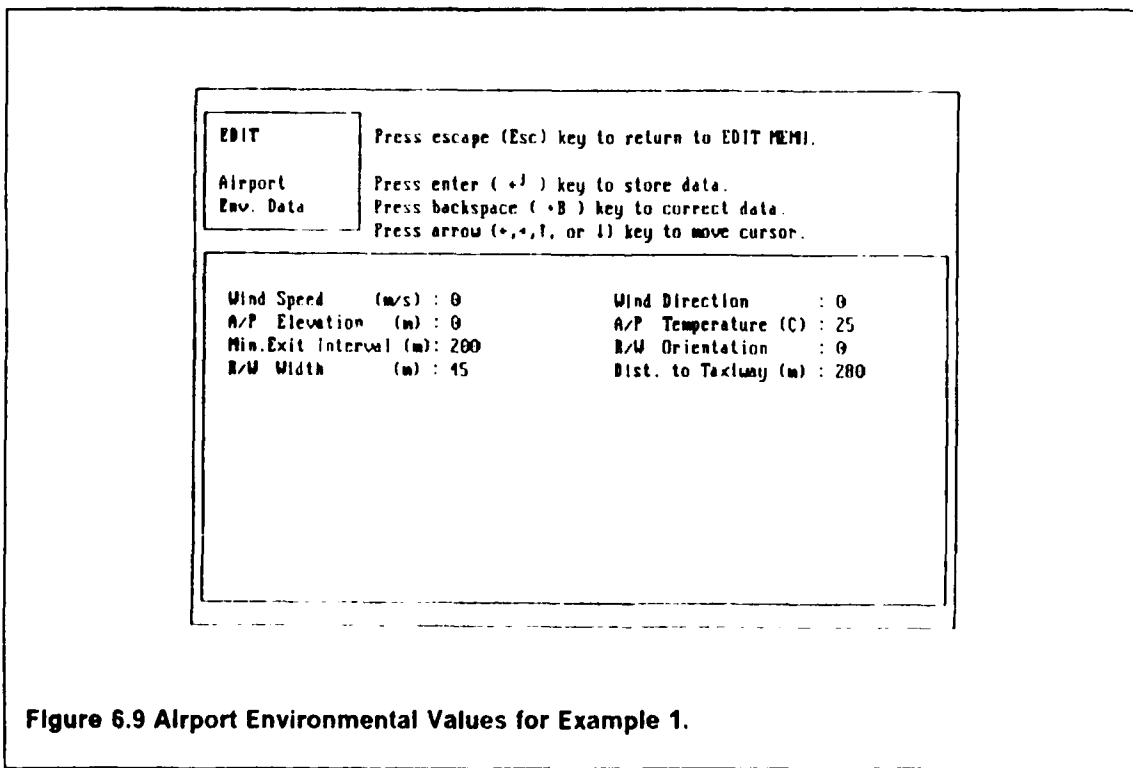 EDIT
Press escape (Esc) key to return to EDIT MENU.
Airport
Press enter ( ↵ ) key to store data.
Env. Data
Press backspace ( ←B ) key to correct data.
Press arrow (→,←,↑, or ↓) key to move cursor.
Wind Speed (m/s) : 0 Wind Direction : 0
A/P Elevation (m) : 0 A/P Temperature (C) : 25
Min.Exit Interval (m): 200 R/W Orientation : 0
R/W Width (m) : 45 Dist. to Taxiway (m) : 280
Figure 6.9 Airport Environmental Values for Example 1.